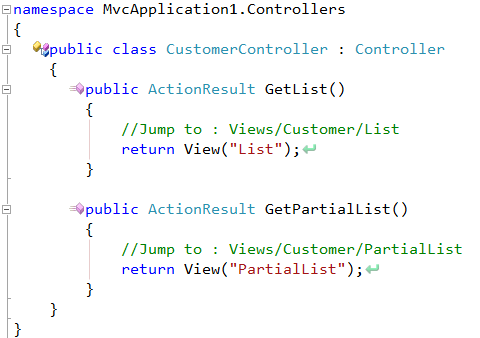 namespace MvcApplication1.Controllers
{
public class CustomerController : Controller
{
public ActionResult GetList()
{
//Jump to : Views/Customer/List
return View("List");
}
public ActionResult GetPartialList()
{
//Jump to : Views/Customer/PartialList
return View("PartialList");
}
}
}